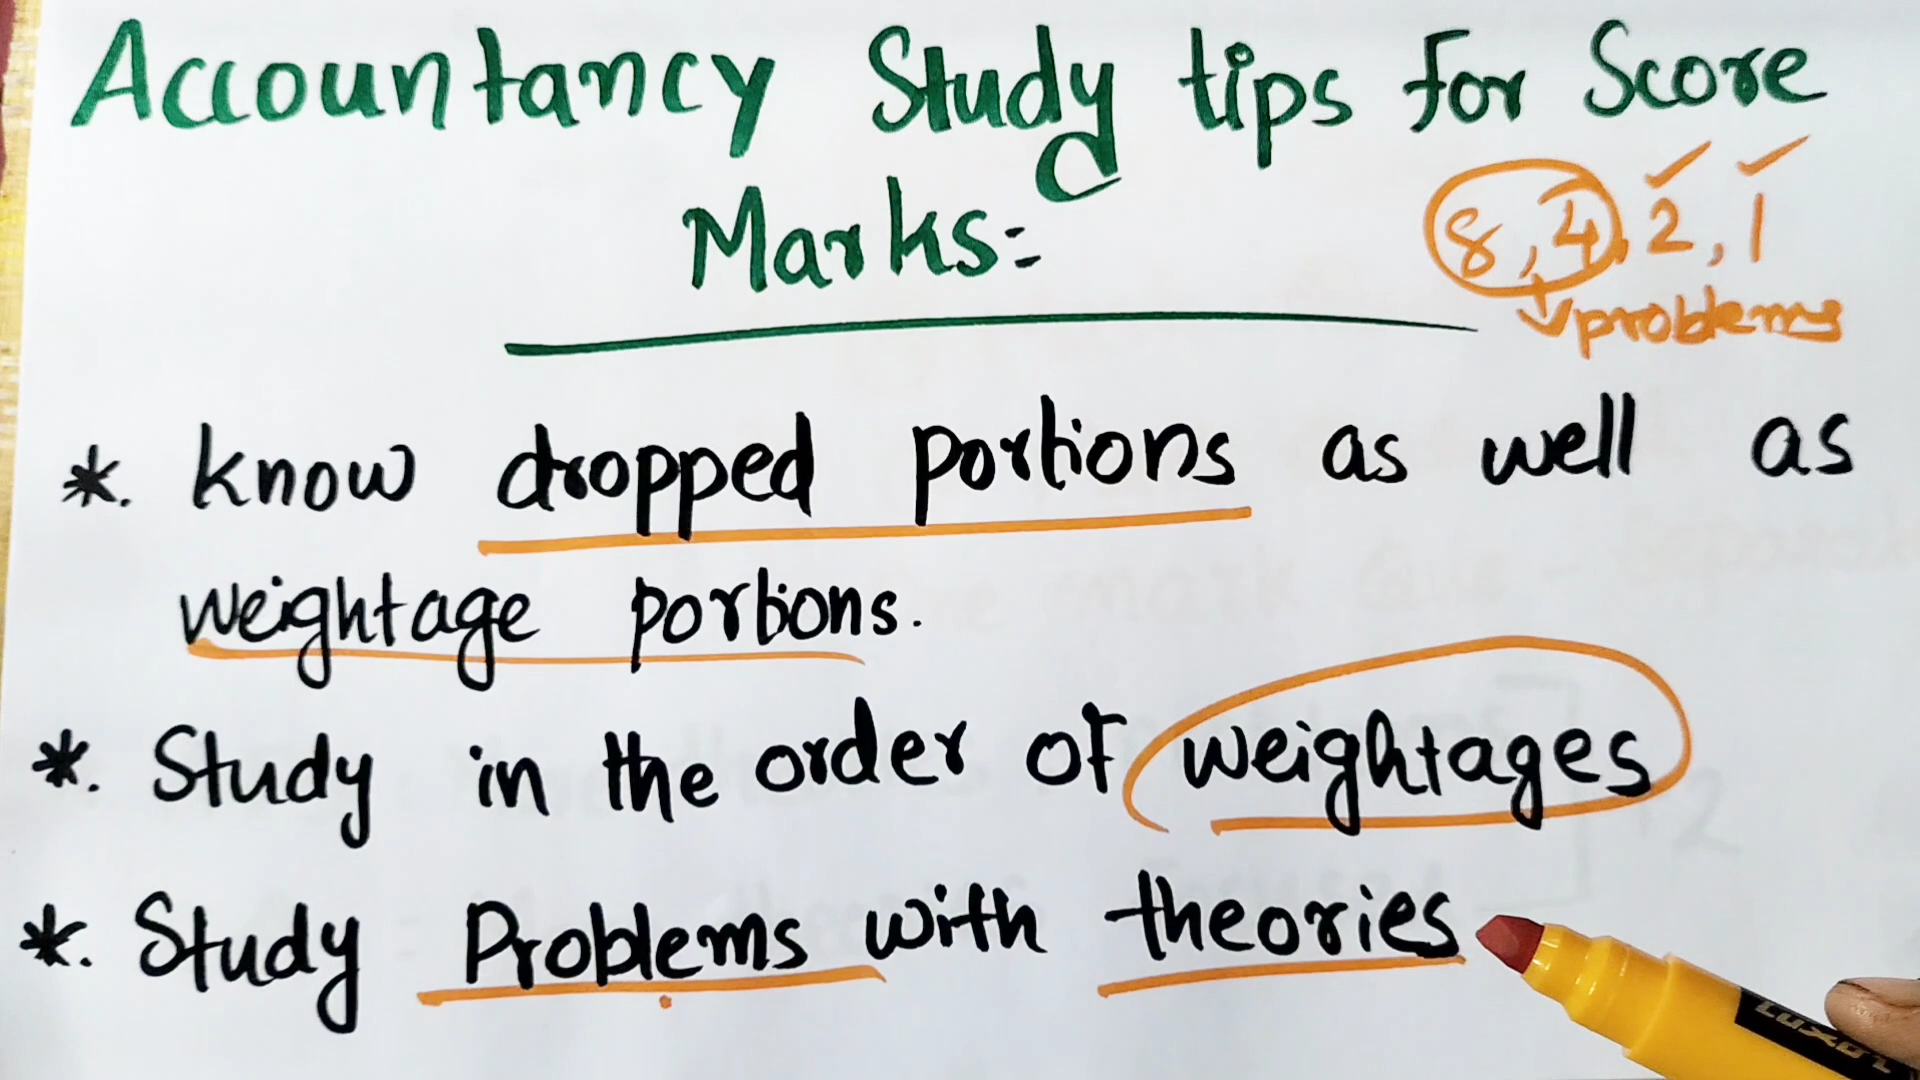 Accountancy Study tips for Score
Marks:-
8, 4, 2, 1
problems
*. know dropped portions as well as
weightage portions.
*. Study in the order of weightages
*. Study Problems with theories
LUXOR